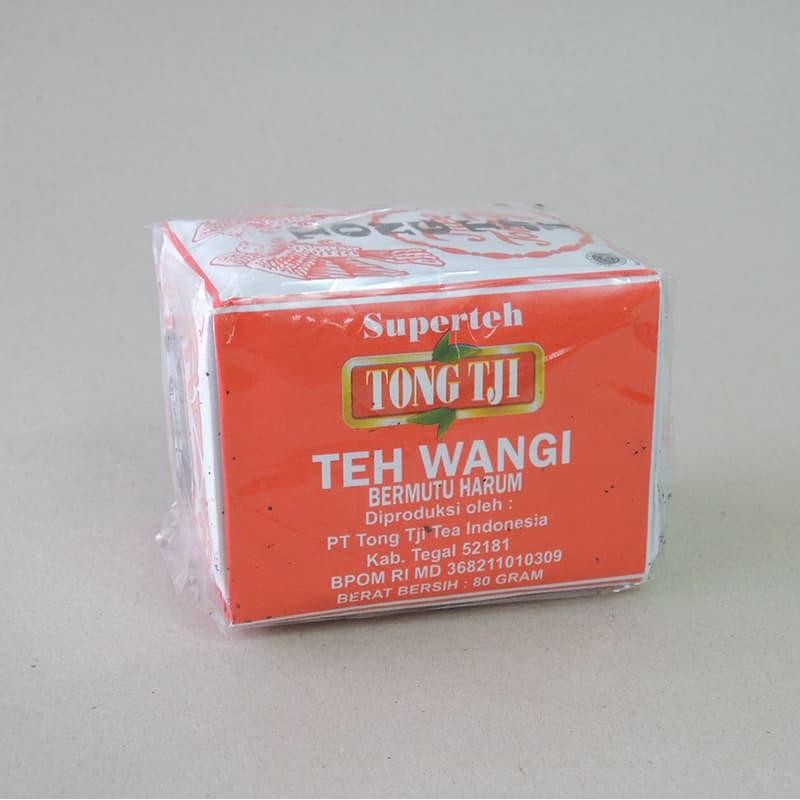 Superteh
TONG TJI
TEH WANGI
BERMUTU HARUM
Diproduksi oleh :
PT Tong Tji Tea Indonesia
Kab. Tegal 52181
BPOM RI MD 368211010309
BERAT BERSIH : 80 GRAM